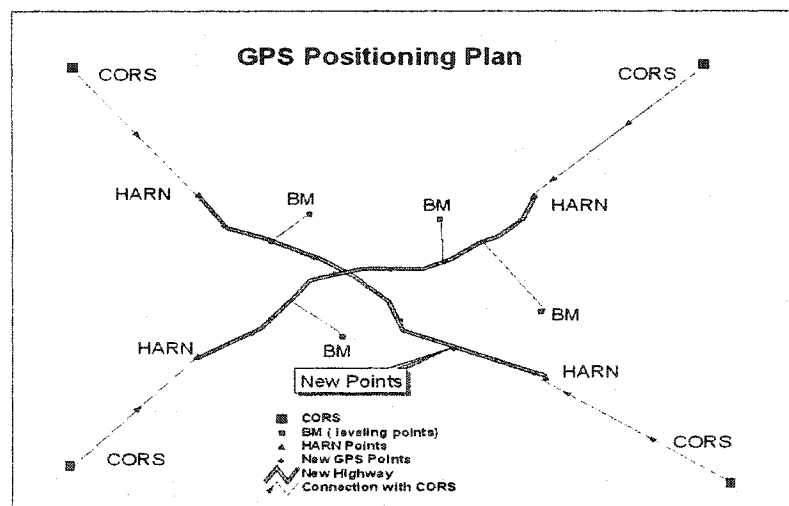 GPS Positioning Plan
CORS
CORS
HARN
BM
BM
HARN
BM
HARN
BM
HARN
New Points
CORS
CORS
CORS
BM ( leveling points)
HARN Points
New GPS Points
New Highway
Connection with CORS